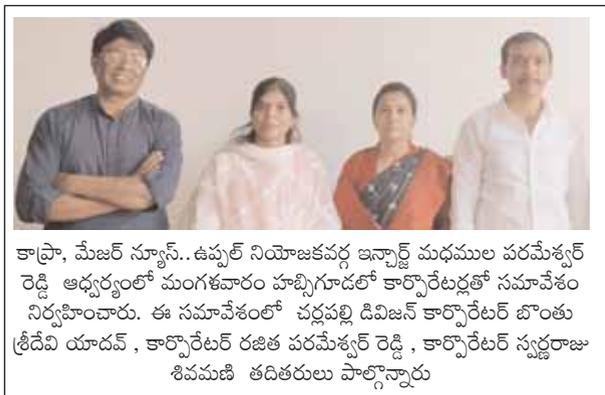 కాప్రా, మేజర్ న్యూస్..ఉప్పల్ నియోజకవర్గ ఇన్చార్జ్ మధముల పరమేశ్వర్
రెడ్డి ఆధ్వర్యంలో మంగళవారం హబ్సిగూడలో కార్పొరేటర్లతో సమావేశం
నిర్వహించారు. ఈ సమావేశంలో చర్లపల్లి డివిజన్ కార్పొరేటర్ బొంతు
శ్రీదేవి యాదవ్ , కార్పొరేటర్ రజిత పరమేశ్వర్ రెడ్డి , కార్పొరేటర్ స్వర్ణరాజు
శివమణి తదితరులు పాల్గొన్నారు